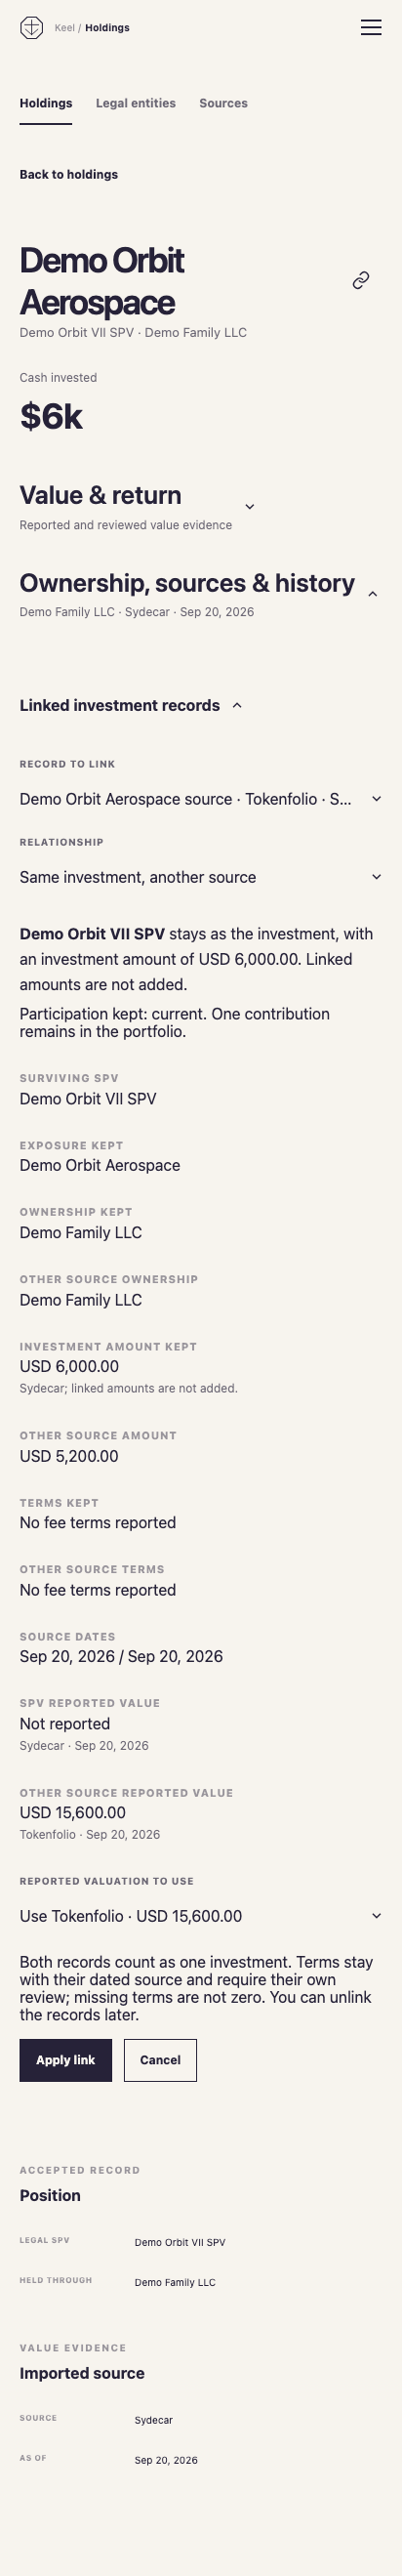 Keel / Holdings
Holdings Legal entities Sources
Back to holdings
Demo Orbit
Aerospace
Demo Orbit VII SPV · Demo Family LLC
Cash invested
$6k
Value & return
Reported and reviewed value evidence
Ownership, sources & history
Demo Family LLC · Sydecar · Sep 20, 2026
Linked investment records
RECORD TO LINK
Demo Orbit Aerospace source · Tokenfolio · S...
RELATIONSHIP
Same investment, another source
Demo Orbit VII SPV stays as the investment, with
an investment amount of USD 6,000.00. Linked
amounts are not added.
Participation kept: current. One contribution
remains in the portfolio.
SURVIVING SPV
Demo Orbit VII SPV
EXPOSURE KEPT
Demo Orbit Aerospace
OWNERSHIP KEPT
Demo Family LLC
OTHER SOURCE OWNERSHIP
Demo Family LLC
INVESTMENT AMOUNT KEPT
USD 6,000.00
Sydecar; linked amounts are not added.
OTHER SOURCE AMOUNT
USD 5,200.00
TERMS KEPT
No fee terms reported
OTHER SOURCE TERMS
No fee terms reported
SOURCE DATES
Sep 20, 2026 / Sep 20, 2026
SPV REPORTED VALUE
Not reported
Sydecar · Sep 20, 2026
OTHER SOURCE REPORTED VALUE
USD 15,600.00
Tokenfolio · Sep 20, 2026
REPORTED VALUATION TO USE
Use Tokenfolio · USD 15,600.00
Both records count as one investment. Terms stay
with their dated source and require their own
review; missing terms are not zero. You can unlink
the records later.
Apply link Cancel
ACCEPTED RECORD
Position
LEGAL SPV Demo Orbit VII SPV
HELD THROUGH Demo Family LLC
VALUE EVIDENCE
Imported source
SOURCE Sydecar
AS OF Sep 20, 2026